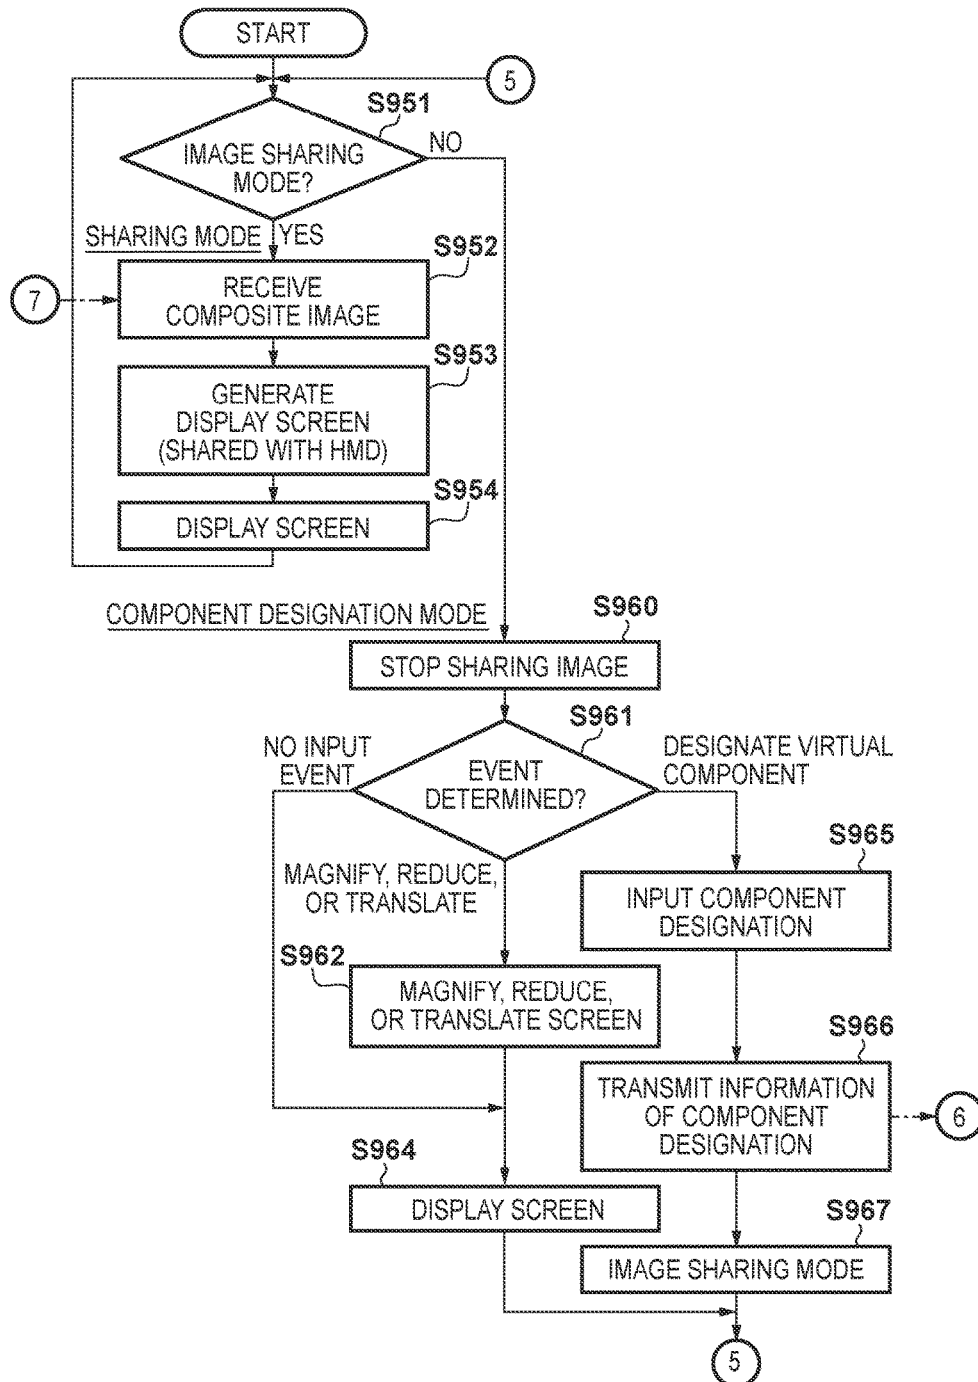 START
5
S951
IMAGE SHARING
MODE?
NO
SHARING MODE
YES
S952
7
RECEIVE
COMPOSITE IMAGE
S953
GENERATE
DISPLAY SCREEN
(SHARED WITH HMD)
S954
DISPLAY SCREEN
COMPONENT DESIGNATION MODE
S960
STOP SHARING IMAGE
S961
NO INPUT
EVENT
EVENT
DETERMINED?
DESIGNATE VIRTUAL
COMPONENT
MAGNIFY, REDUCE,
OR TRANSLATE
S965
INPUT COMPONENT
DESIGNATION
S962
MAGNIFY, REDUCE,
OR TRANSLATE SCREEN
S966
TRANSMIT INFORMATION
OF COMPONENT
DESIGNATION
6
S964
DISPLAY SCREEN
S967
IMAGE SHARING MODE
5